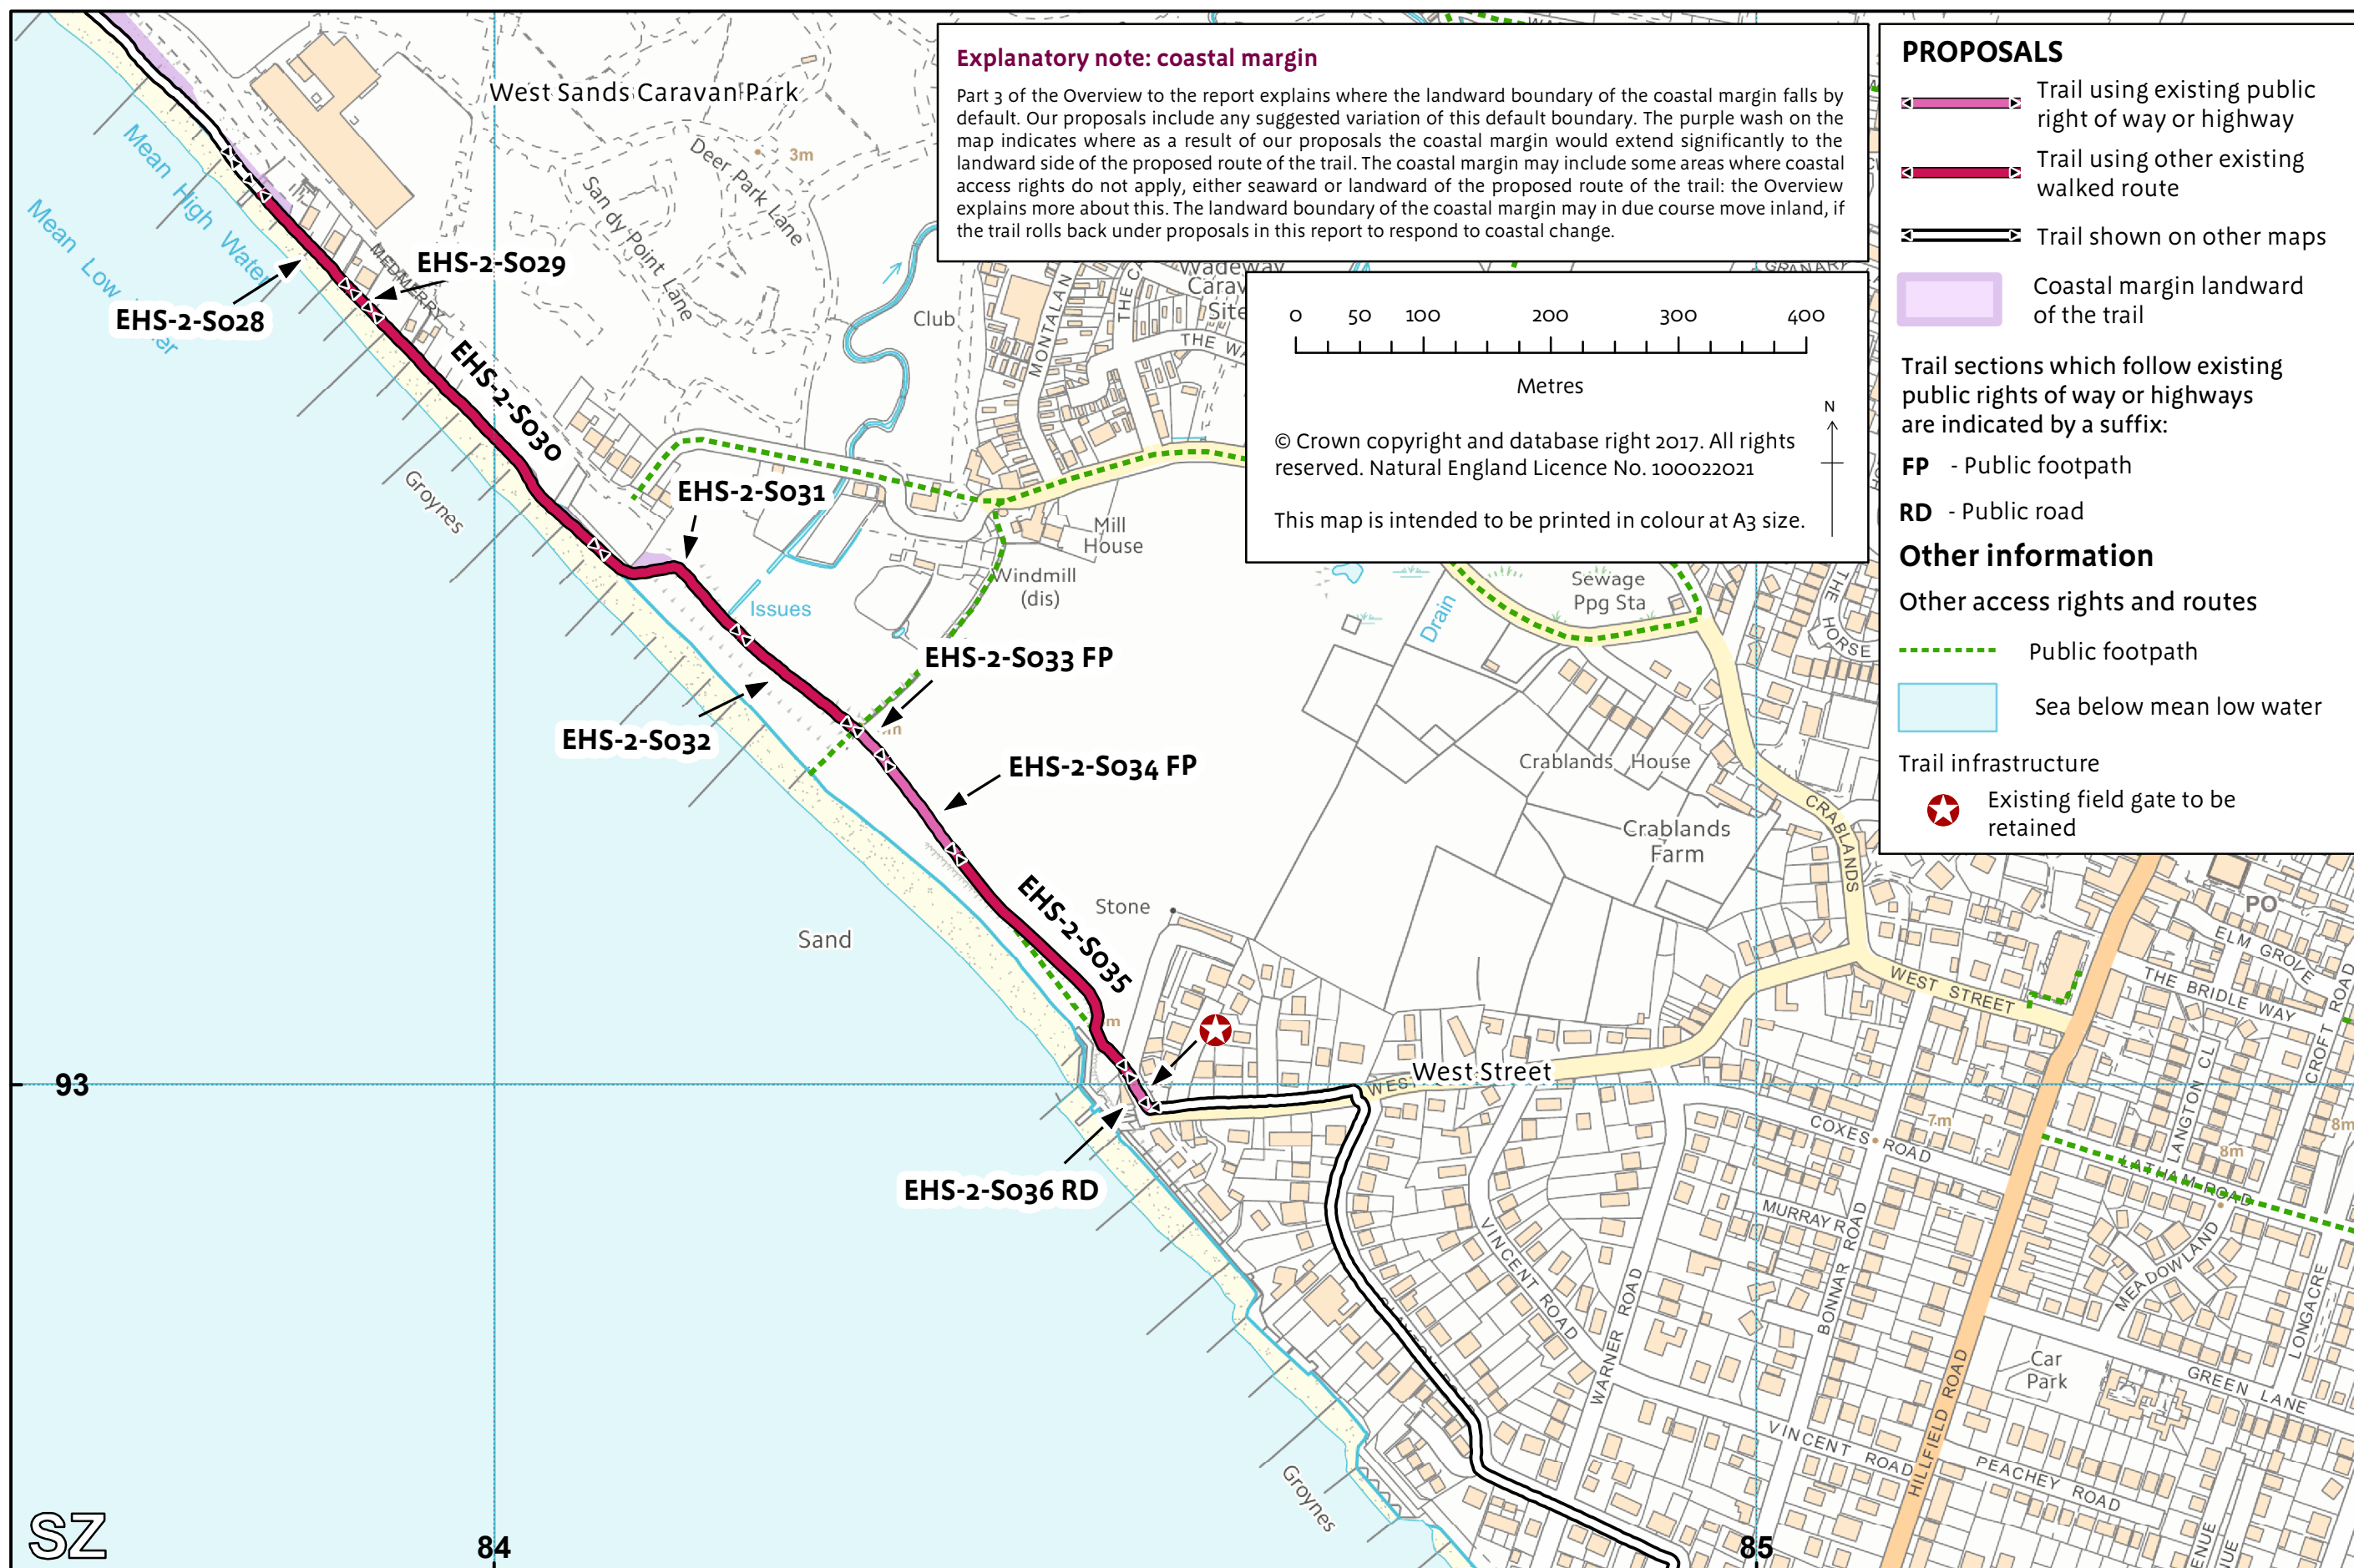 Explanatory note: coastal margin
Part 3 of the Overview to the report explains where the landward boundary of the coastal margin falls by
default. Our proposals include any suggested variation of this default boundary. The purple wash on the
map indicates where as a result of our proposals the coastal margin would extend significantly to the
landward side of the proposed route of the trail. The coastal margin may include some areas where coastal
access rights do not apply, either seaward or landward of the proposed route of the trail: the Overview
explains more about this. The landward boundary of the coastal margin may in due course move inland, if
the trail rolls back under proposals in this report to respond to coastal change.
0 50 100 200 300 400
Metres
N
© Crown copyright and database right 2017. All rights
reserved. Natural England Licence No. 100022021
This map is intended to be printed in colour at A3 size.
PROPOSALS
Trail using existing public
right of way or highway
Trail using other existing
walked route
Trail shown on other maps
Coastal margin landward
of the trail
Trail sections which follow existing
public rights of way or highways
are indicated by a suffix:
FP - Public footpath
RD - Public road
Other information
Other access rights and routes
Public footpath
Sea below mean low water
Trail infrastructure
Existing field gate to be
retained
West Sands Caravan Park
Deer Park Lane
3m
San dy Point Lane
Mean High Water
Mean Low
MEDMERRY
EHS-2-S028
EHS-2-S029
EHS-2-S030
EHS-2-S031
EHS-2-S032
EHS-2-S033 FP
EHS-2-S034 FP
EHS-2-S035
EHS-2-S036 RD
Club
MONTALAN
Wadeway
Carav
Site
THE WA
Groynes
Mill
House
Windmill
(dis)
Issues
Drain
Sewage
Ppg Sta
THE
HORSE
Crablands House
Crablands
Farm
CRABLANDS
Stone
Sand
West Street
WEST STREET
PO
ELM GROVE
THE BRIDLE WAY
CROFT ROAD
LANGTON CL
7m
8m
8m
COXES ROAD
LATHAM ROAD
MURRAY R
BONNAR ROAD
MEADOWLAND
LONGACRE
VINCENT ROAD
WARNER ROAD
Car
Park
GREEN LANE
HILLFIELD ROAD
VINCENT ROAD
PEACHEY ROAD
Groynes
93
SZ
84
85